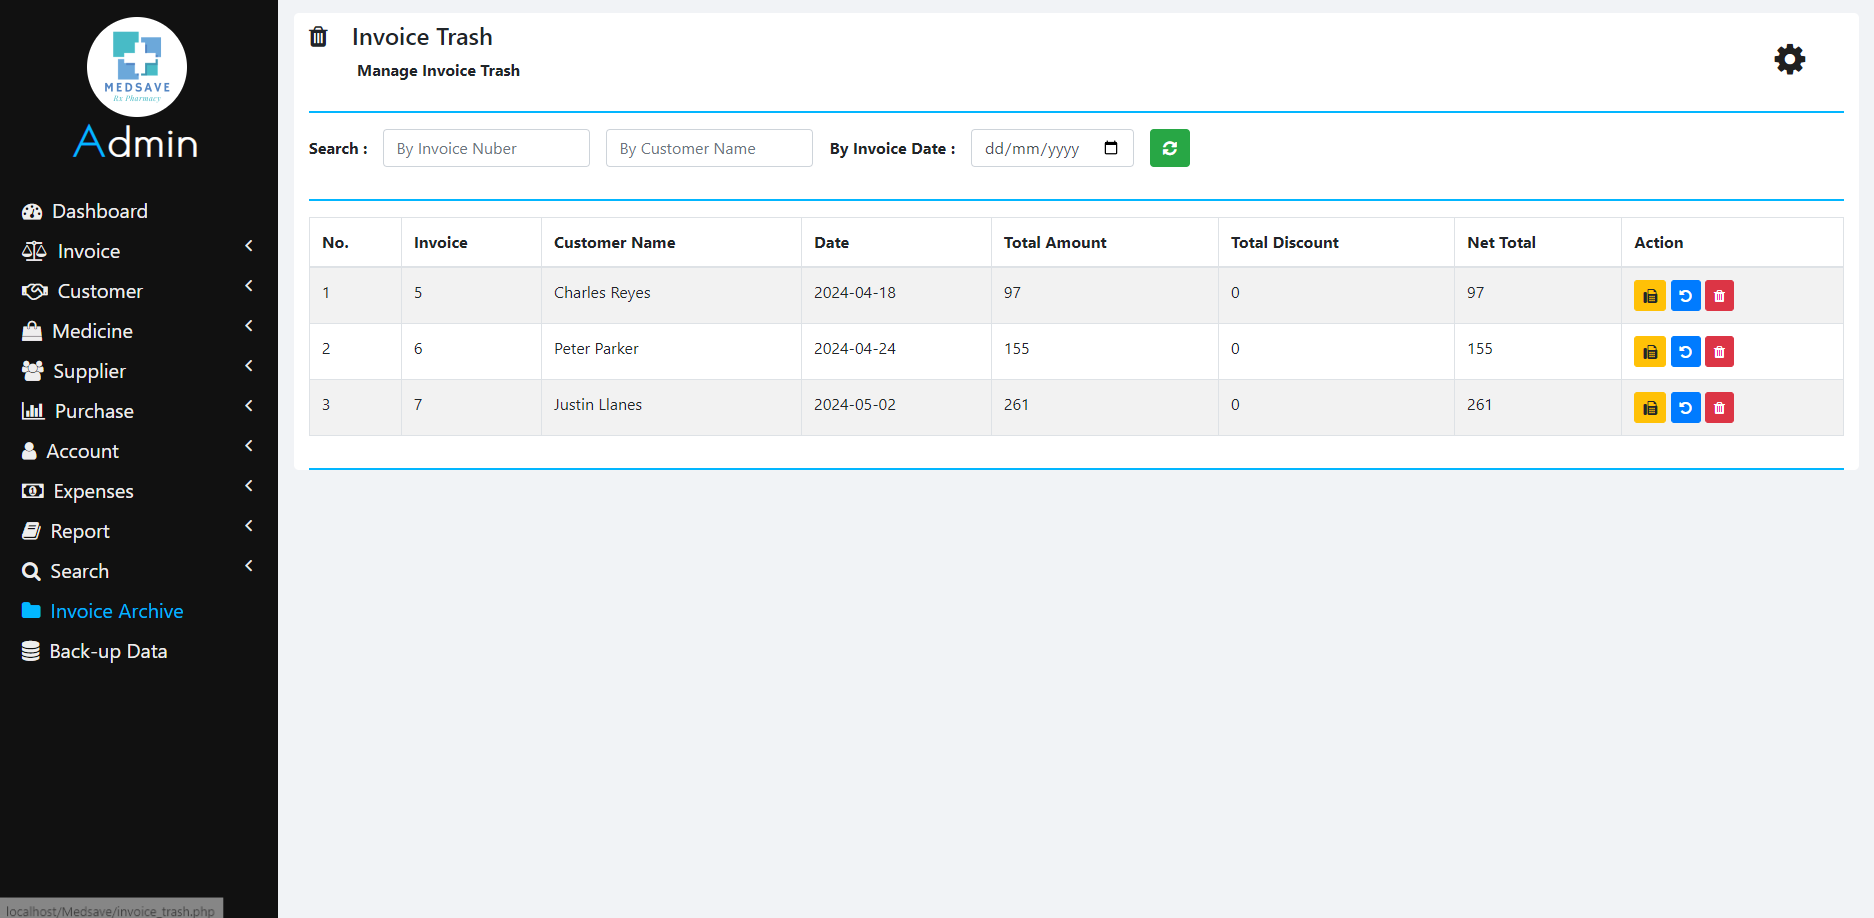 MEDSAVE
Rx Pharmacy
Admin
Dashboard
Invoice
Customer
Medicine
Supplier
Purchase
Account
Expenses
Report
Search
Invoice Archive
Back-up Data
localhost/Medsave/invoice_trash.php
Invoice Trash
Manage Invoice Trash
Search : By Invoice Nuber By Customer Name By Invoice Date : dd/mm/yyyy
No. Invoice Customer Name Date Total Amount Total Discount Net Total Action
1 5 Charles Reyes 2024-04-18 97 0 97
2 6 Peter Parker 2024-04-24 155 0 155
3 7 Justin Llanes 2024-05-02 261 0 261